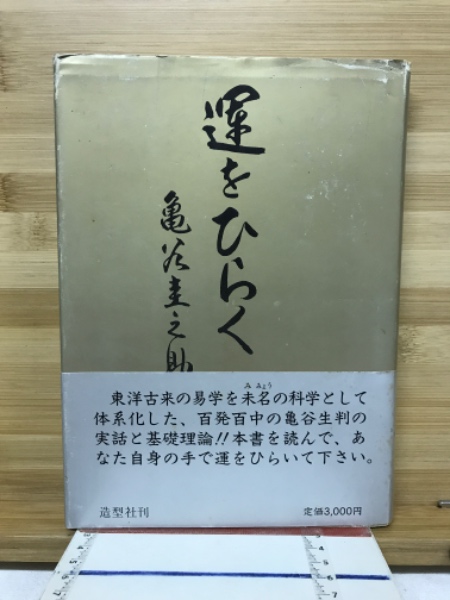 運をひらく
亀谷圭之助
東洋古来の易学を未名の科学として
みみょう
体系化した、百発百中の亀谷生判の
実話と基礎理論!!本書を読んで、あ
なた自身の手で運をひらいて下さい。
造型社刊
定価3,000円